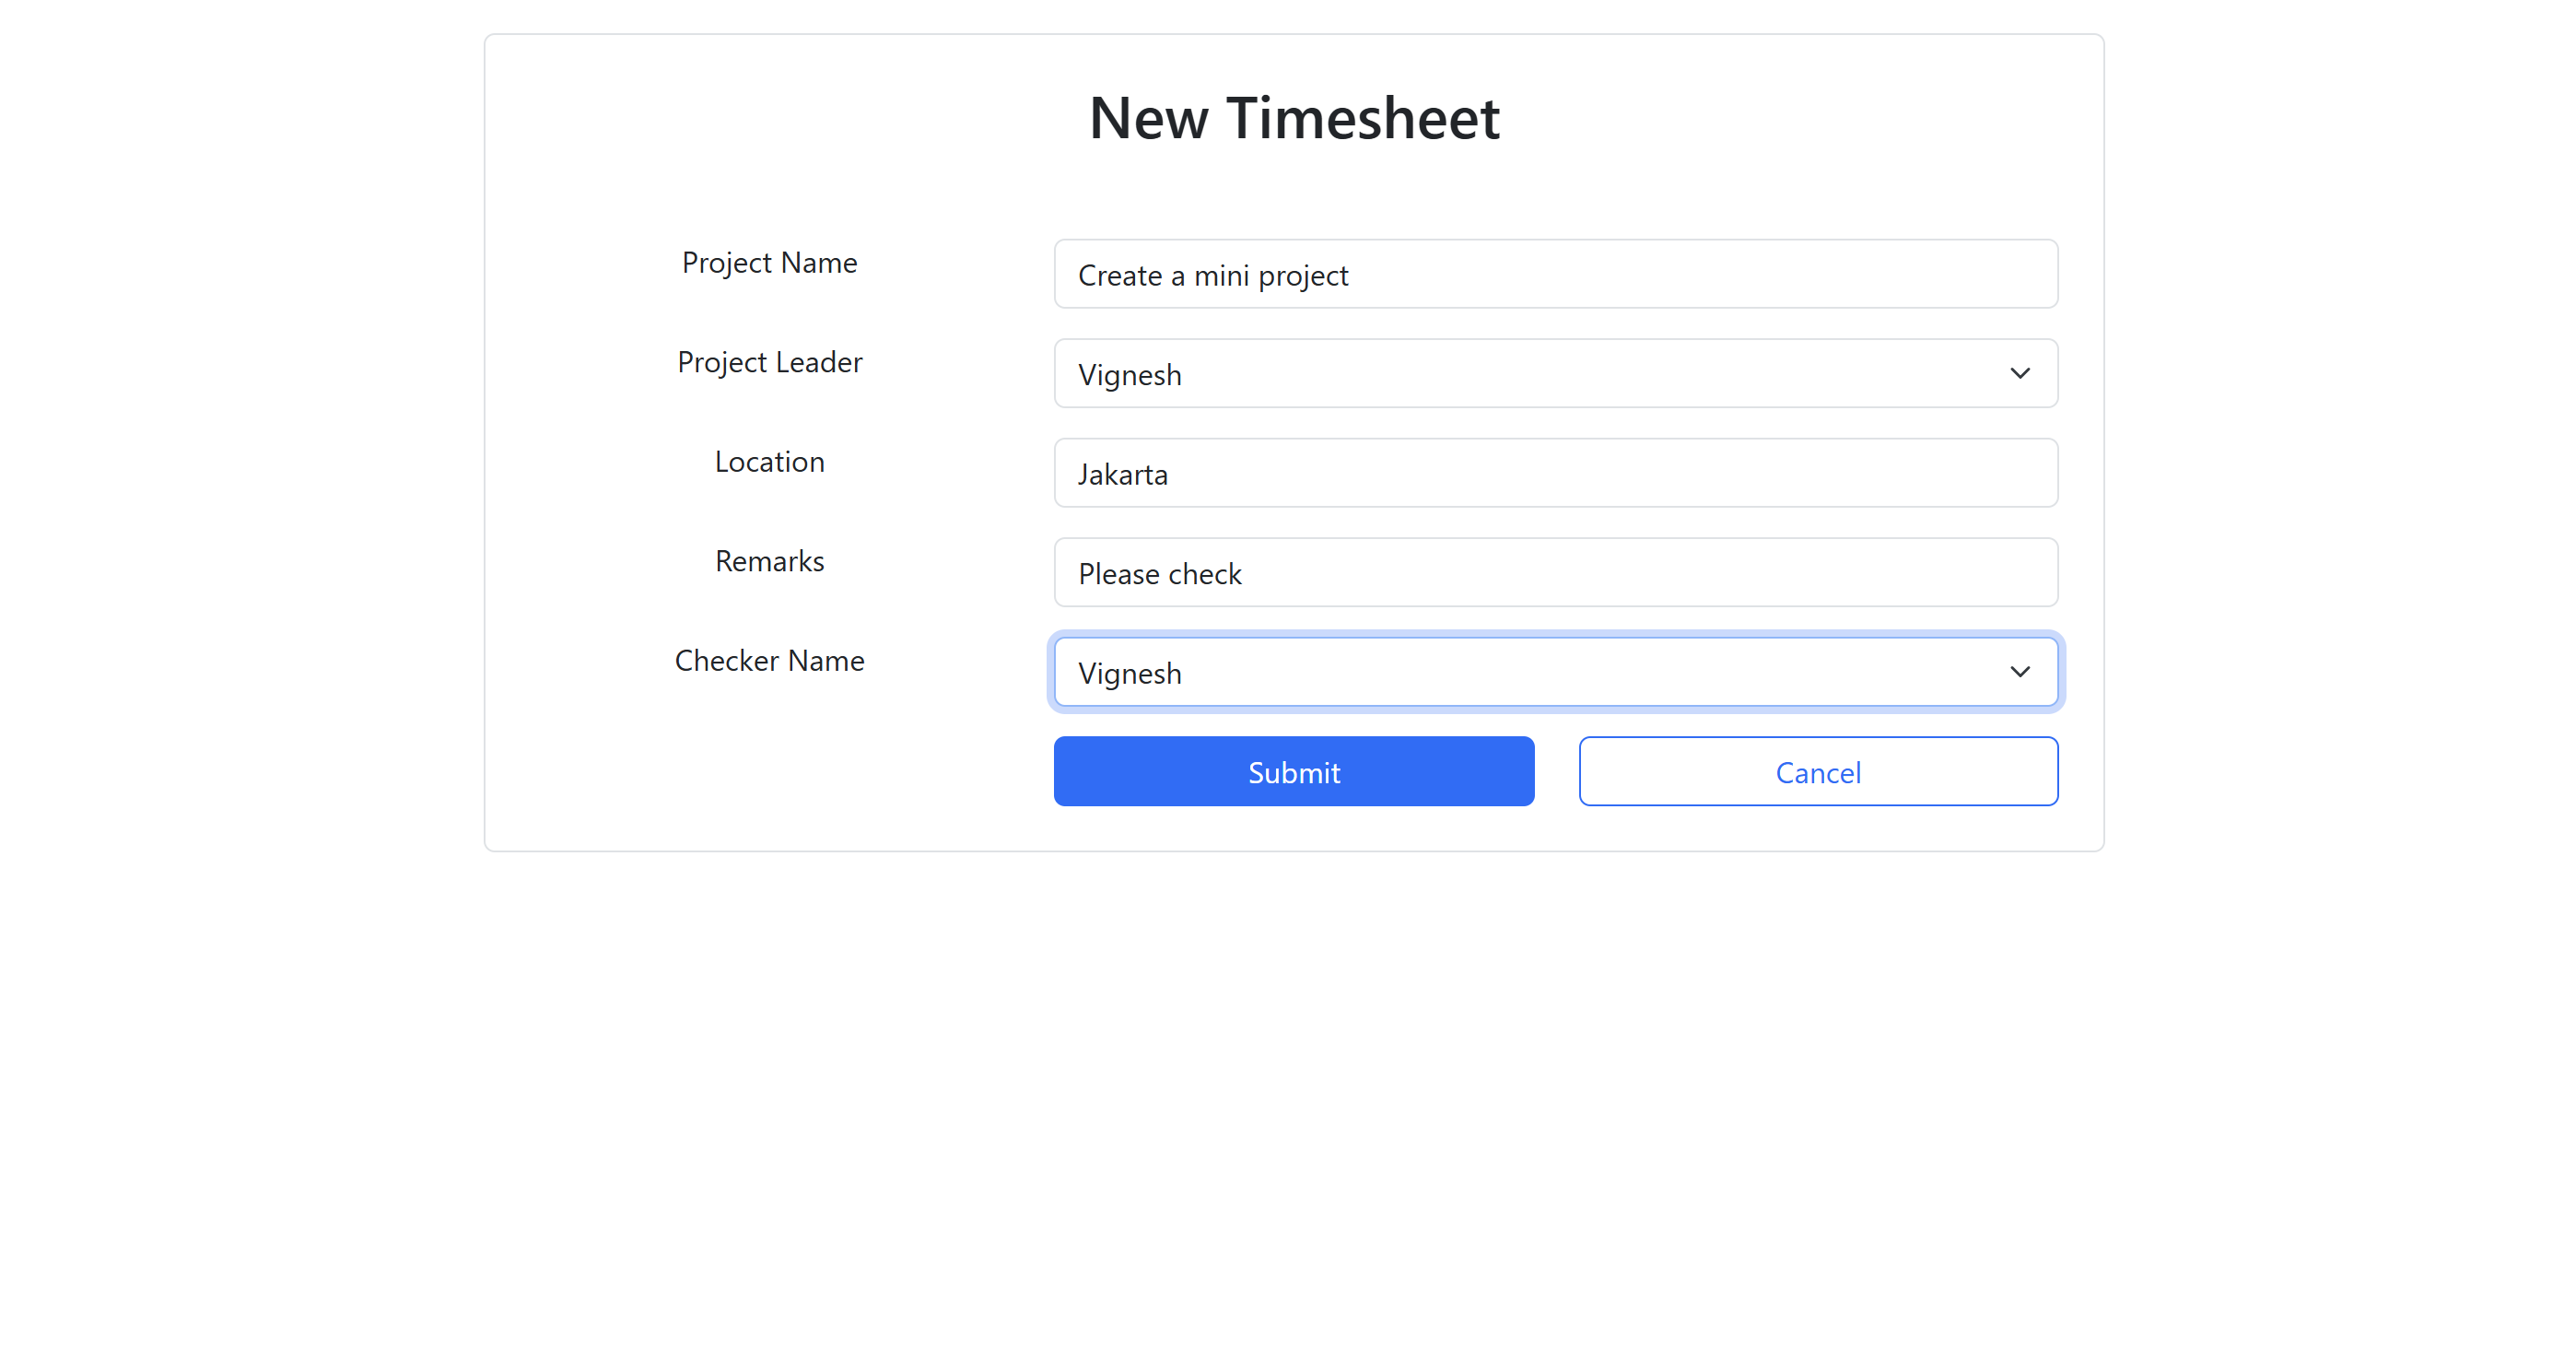 New Timesheet
Project Name
Create a mini project
Project Leader
Vignesh
Location
Jakarta
Remarks
Please check
Checker Name
Vignesh
Submit
Cancel